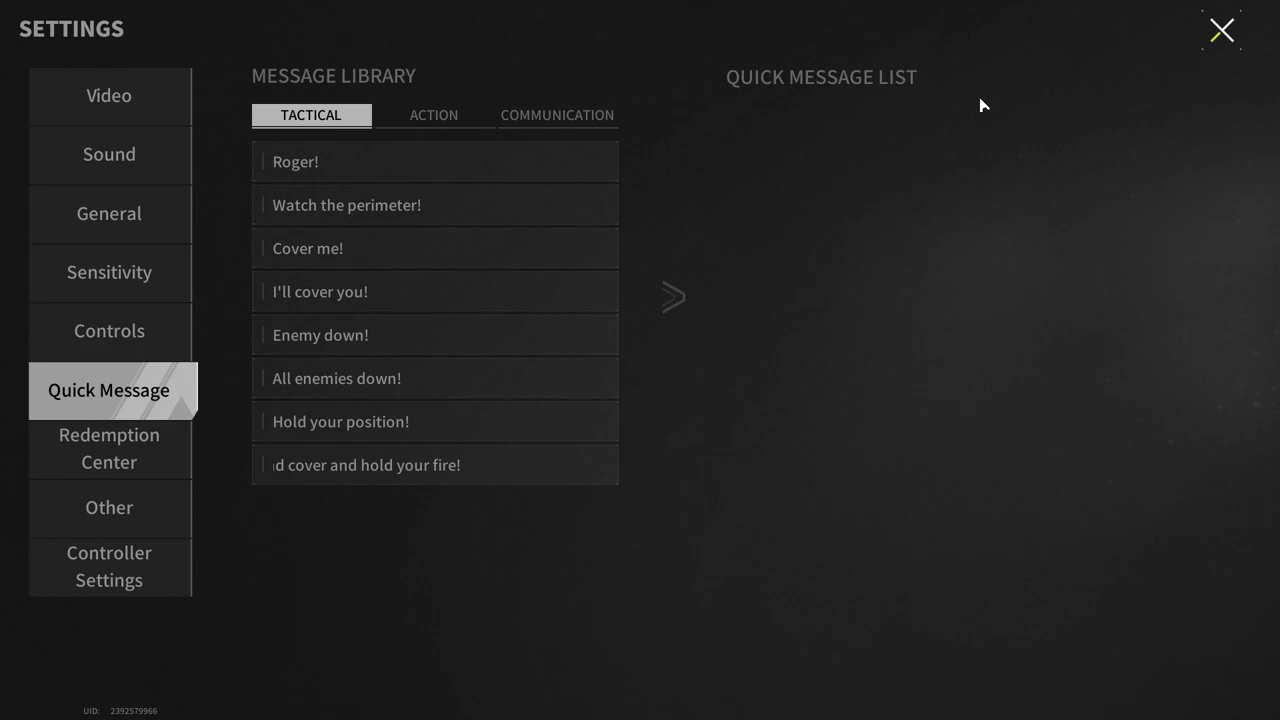 SETTINGS
Video
Sound
General
Sensitivity
Controls
Quick Message
Redemption
Center
Other
Controller
Settings
MESSAGE LIBRARY
TACTICAL
ACTION
COMMUNICATION
Roger!
Watch the perimeter!
Cover me!
I'll cover you!
Enemy down!
All enemies down!
Hold your position!
cover and hold your fire!
QUICK MESSAGE LIST
UID: 2392579966